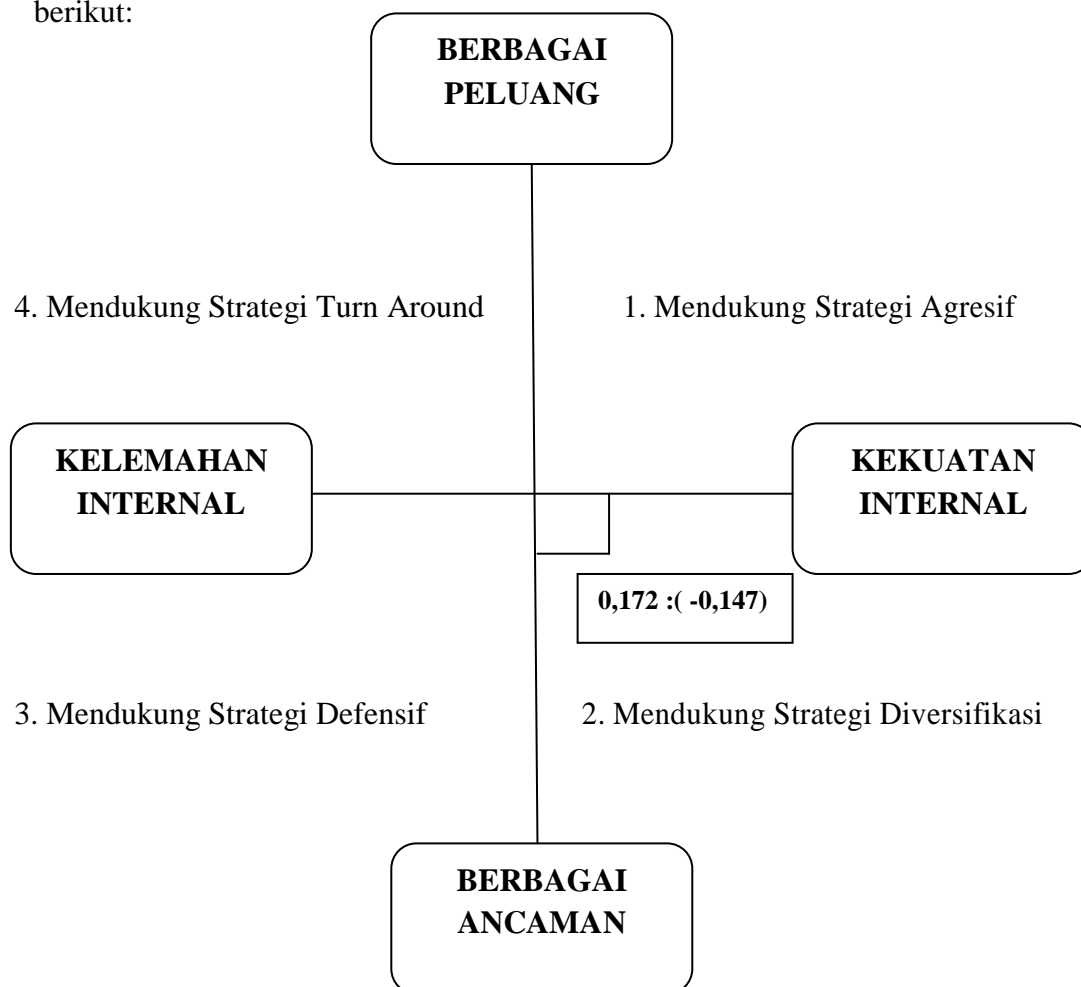 berikut:
BERBAGAI
PELUANG
4. Mendukung Strategi Turn Around
1. Mendukung Strategi Agresif
KELEMAHAN
INTERNAL
KEKUATAN
INTERNAL
0,172 :( -0,147)
3. Mendukung Strategi Defensif
2. Mendukung Strategi Diversifikasi
BERBAGAI
ANCAMAN